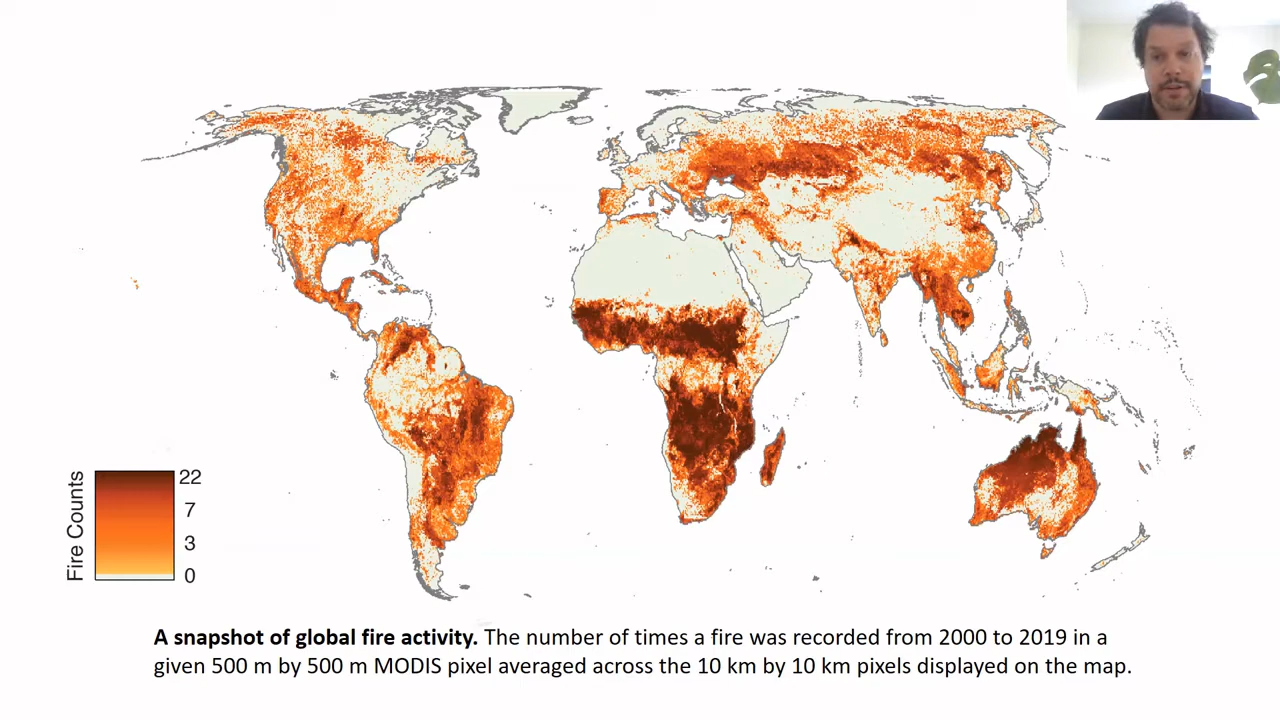 Fire Counts
22
7
3
0
A snapshot of global fire activity. The number of times a fire was recorded from 2000 to 2019 in a
given 500 m by 500 m MODIS pixel averaged across the 10 km by 10 km pixels displayed on the map.